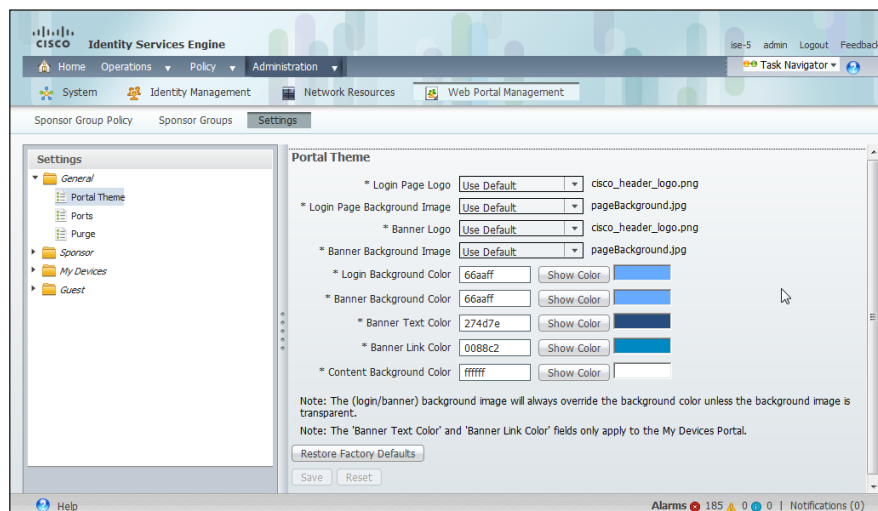 CISCO Identity Services Engine
ise-5 admin Logout Feedback
Home Operations Policy Administration
Task Navigator
System Identity Management Network Resources Web Portal Management
Sponsor Group Policy Sponsor Groups Settings
Settings
General
Portal Theme
Ports
Purge
Sponsor
My Devices
Guest
Portal Theme
* Login Page Logo Use Default cisco_header_logo.png
* Login Page Background Image Use Default pageBackground.jpg
* Banner Logo Use Default cisco_header_logo.png
* Banner Background Image Use Default pageBackground.jpg
* Login Background Color 66aaff Show Color
* Banner Background Color 66aaff Show Color
* Banner Text Color 274d7e Show Color
* Banner Link Color 0088c2 Show Color
* Content Background Color ffffff Show Color
Note: The (login/banner) background image will always override the background color unless the background image is
transparent.
Note: The 'Banner Text Color' and 'Banner Link Color' fields only apply to the My Devices Portal.
Restore Factory Defaults
Save Reset
Help
Alarms 185 0 0 | Notifications (0)